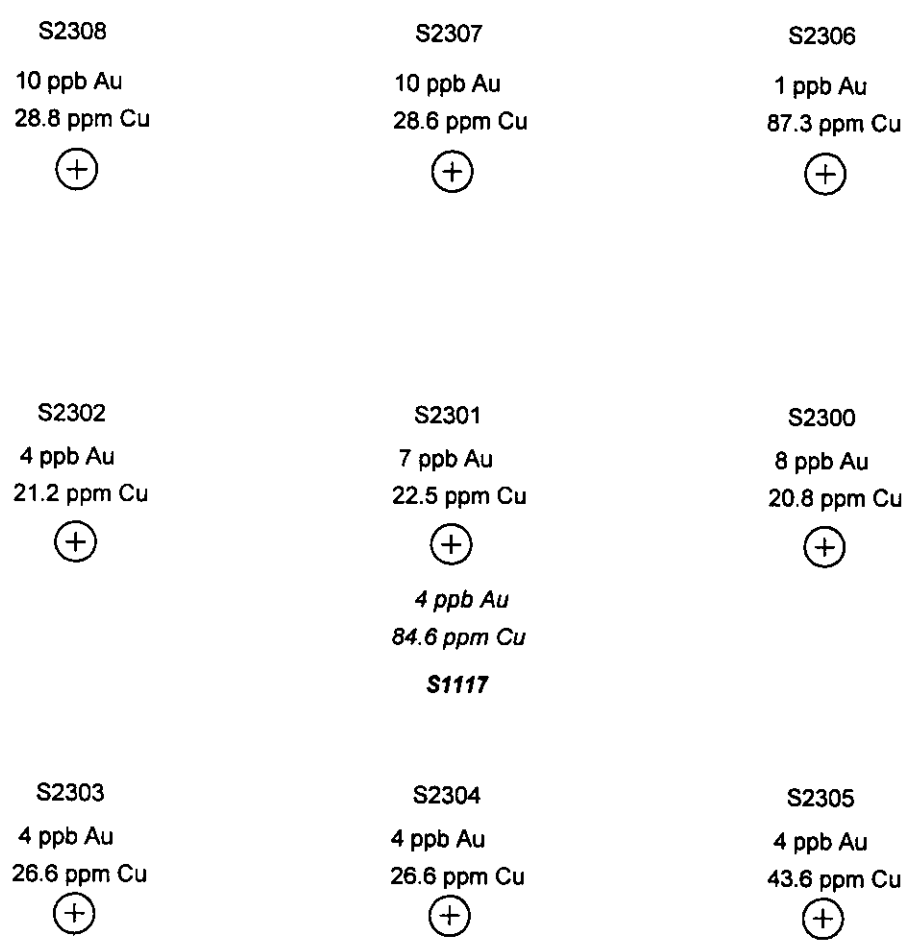 S2308
10 ppb Au
28.8 ppm Cu
S2307
10 ppb Au
28.6 ppm Cu
S2306
1 ppb Au
87.3 ppm Cu
S2302
4 ppb Au
21.2 ppm Cu
S2301
7 ppb Au
22.5 ppm Cu
4 ppb Au
84.6 ppm Cu
S1117
S2300
8 ppb Au
20.8 ppm Cu
S2303
4 ppb Au
26.6 ppm Cu
S2304
4 ppb Au
26.6 ppm Cu
S2305
4 ppb Au
43.6 ppm Cu